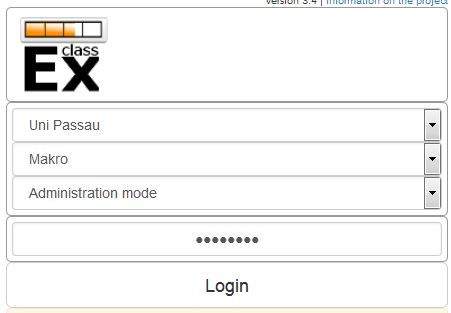 Version 3.4 | Information on the project
class
Ex
Uni Passau
Makro
Administration mode
••••••••
Login